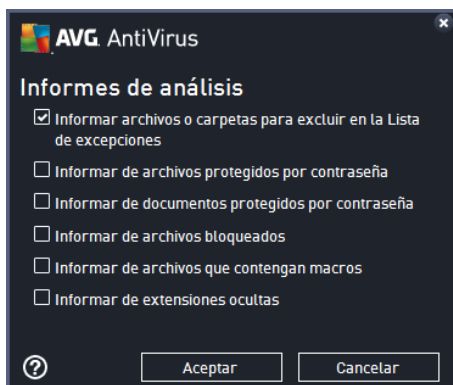 AVG. AntiVirus
Informes de análisis
Informar archivos o carpetas para excluir en la Lista
de excepciones
Informar de archivos protegidos por contraseña
Informar de documentos protegidos por contraseña
Informar de archivos bloqueados
Informar de archivos que contengan macros
Informar de extensiones ocultas
Aceptar
Cancelar